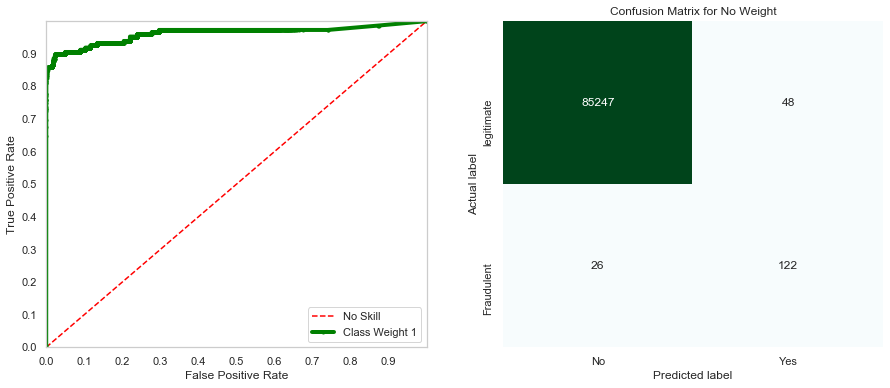 True Positive Rate
0.9
0.8
0.7
0.6
0.5
0.4
0.3
0.2
0.1
0.0
0.0 0.1 0.2 0.3 0.4 0.5 0.6 0.7 0.8 0.9
False Positive Rate
No Skill
Class Weight 1
Confusion Matrix for No Weight
Actual label
legitimate
85247 48
Fraudulent
26 122
No Yes
Predicted label